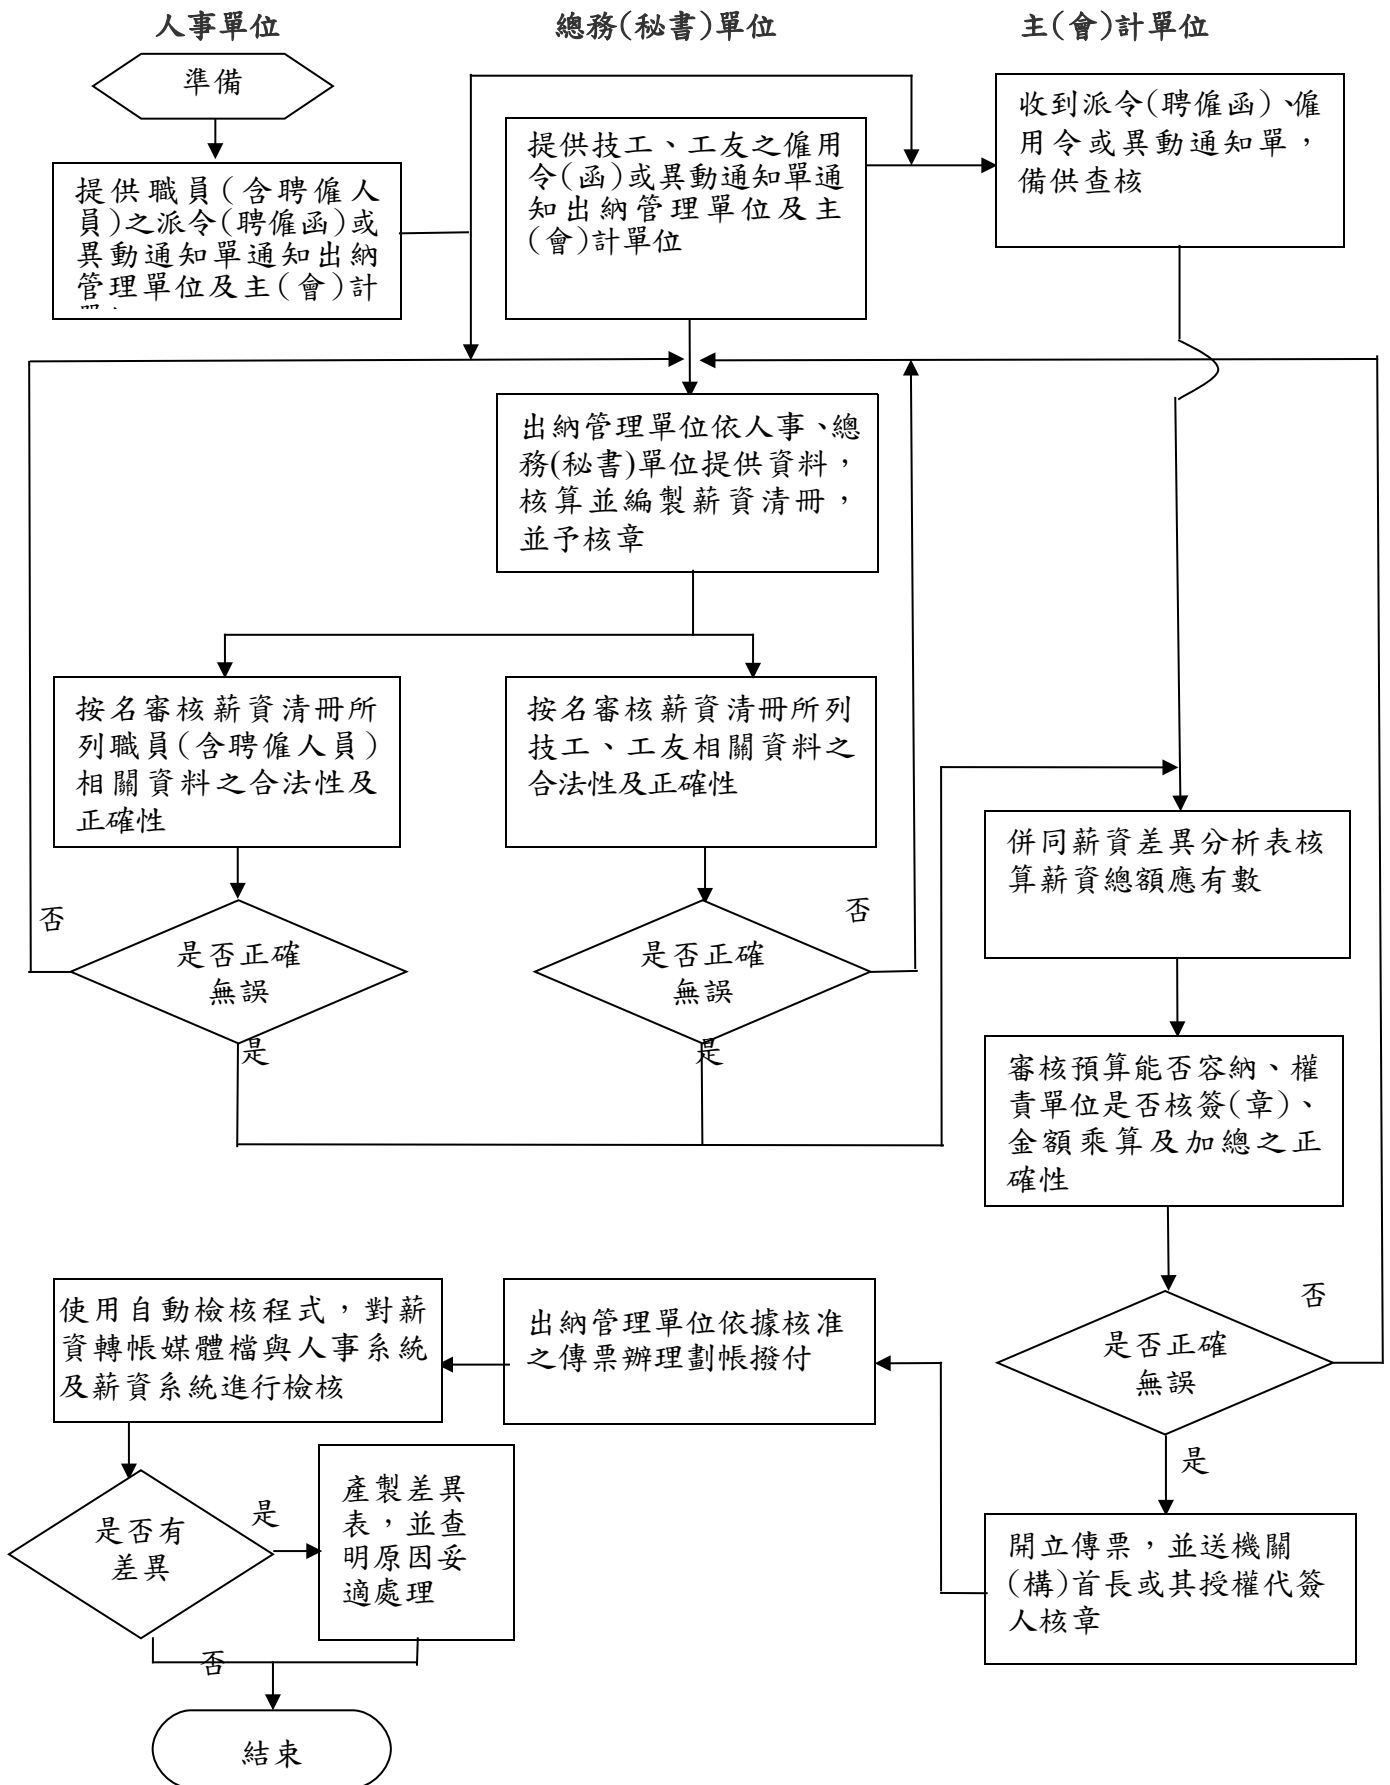 人事單位
總務(秘書)單位
主(會)計單位
準備
提供職員(含聘僱人
員)之派令(聘僱函)或
異動通知單通知出納
管理單位及主(會)計
提供技工、工友之僱用
令(函)或異動通知單通
知出納管理單位及主
(會)計單位
收到派令(聘僱函)、僱
用令或異動通知單，
備供查核
出納管理單位依人事、總
務(秘書)單位提供資料，
核算並編製薪資清冊，
並予核章
按名審核薪資清冊所
列職員(含聘僱人員)
相關資料之合法性及
正確性
按名審核薪資清冊所列
技工、工友相關資料之
合法性及正確性
併同薪資差異分析表核
算薪資總額應有數
否
是否正確
無誤
是
否
是否正確
無誤
是
審核預算能否容納、權
責單位是否核簽(章)、
金額乘算及加總之正
確性
否
是否正確
無誤
是
開立傳票，並送機關
(構)首長或其授權代簽
人核章
出納管理單位依據核准
之傳票辦理劃帳撥付
使用自動檢核程式，對薪
資轉帳媒體檔與人事系統
及薪資系統進行檢核
是否有
差異
是
產製差異
表，並查
明原因妥
適處理
否
結束